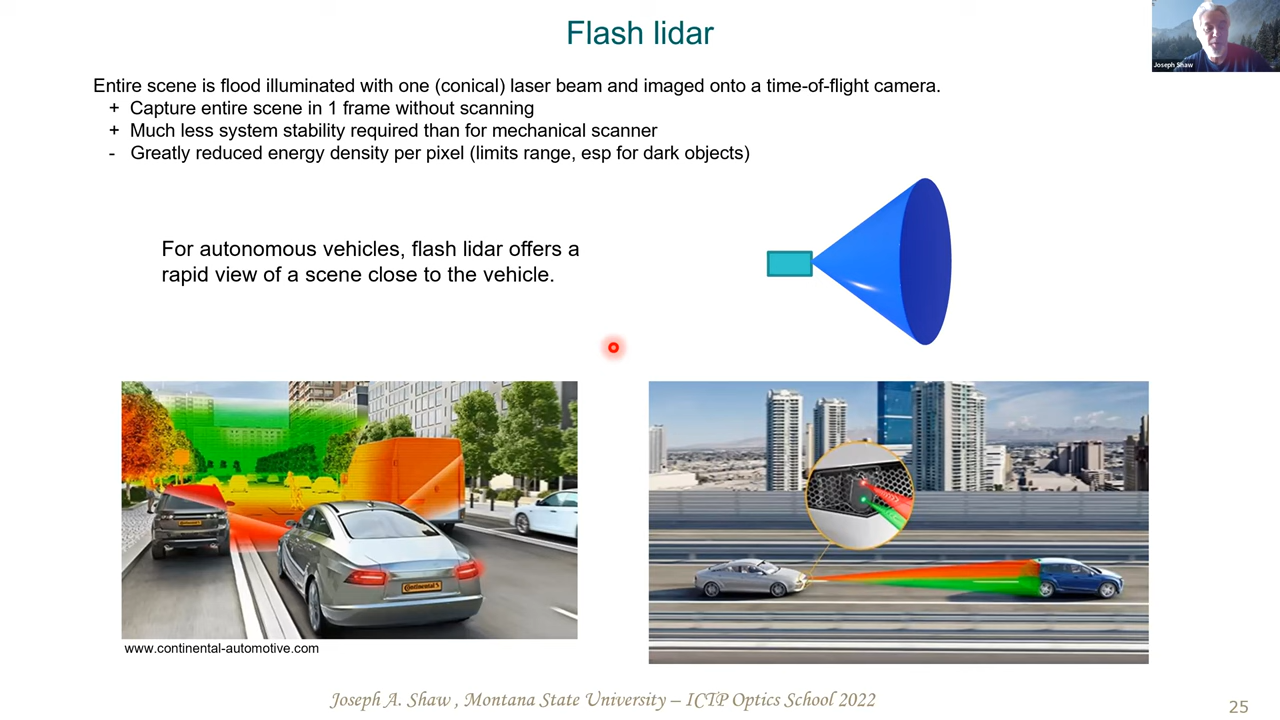 Flash lidar
Joseph Shaw
Entire scene is flood illuminated with one (conical) laser beam and imaged onto a time-of-flight camera.
+ Capture entire scene in 1 frame without scanning
+ Much less system stability required than for mechanical scanner
- Greatly reduced energy density per pixel (limits range, esp for dark objects)
For autonomous vehicles, flash lidar offers a
rapid view of a scene close to the vehicle.
Continental
www.continental-automotive.com
Joseph A. Shaw , Montana State University – ICTP Optics School 2022
25